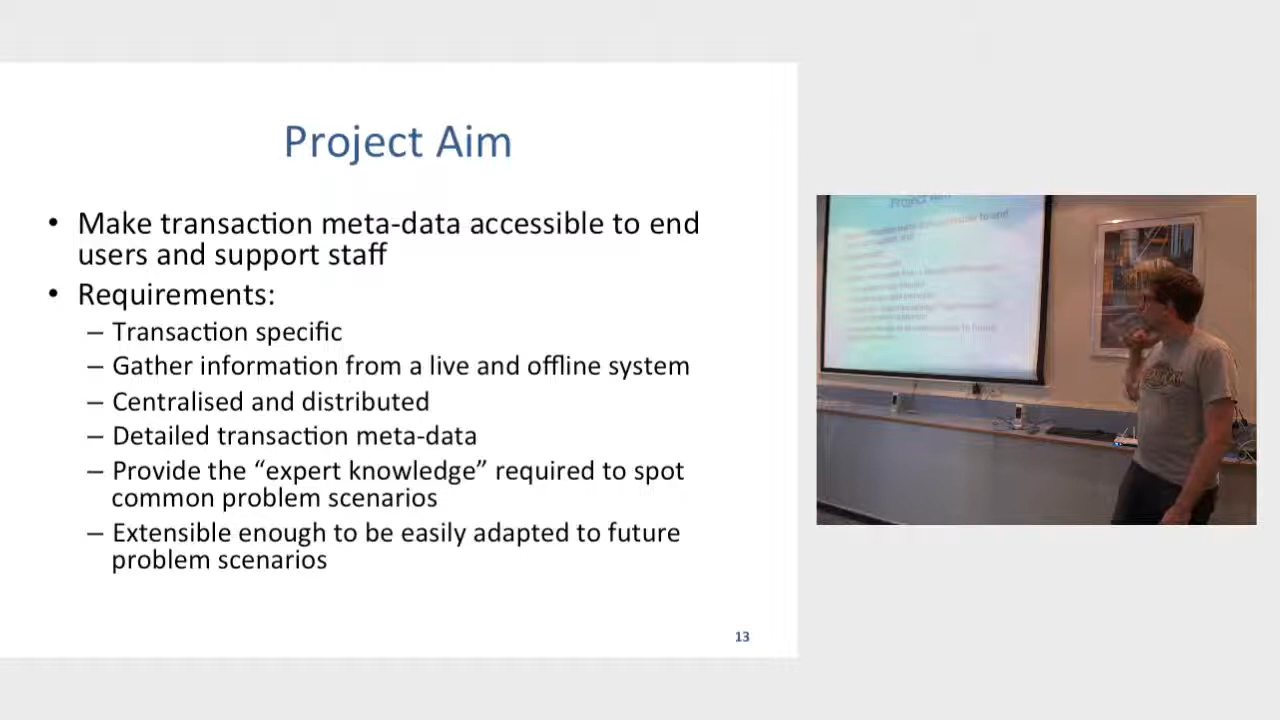 Project Aim
• Make transaction meta-data accessible to end
users and support staff
• Requirements:
– Transaction specific
– Gather information from a live and offline system
– Centralised and distributed
– Detailed transaction meta-data
– Provide the “expert knowledge” required to spot
common problem scenarios
– Extensible enough to be easily adapted to future
problem scenarios
13
Project Aim